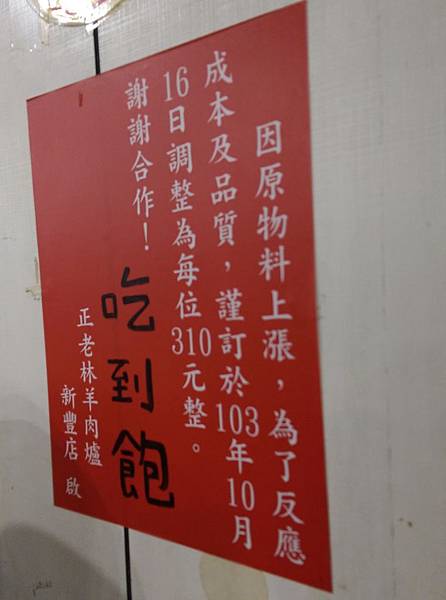 因原物料上漲，為了反應
成本及品質，謹訂於103年10月
16日調整為每位310元整。
謝謝合作！
吃到飽
正老林羊肉爐
新豐店 啟